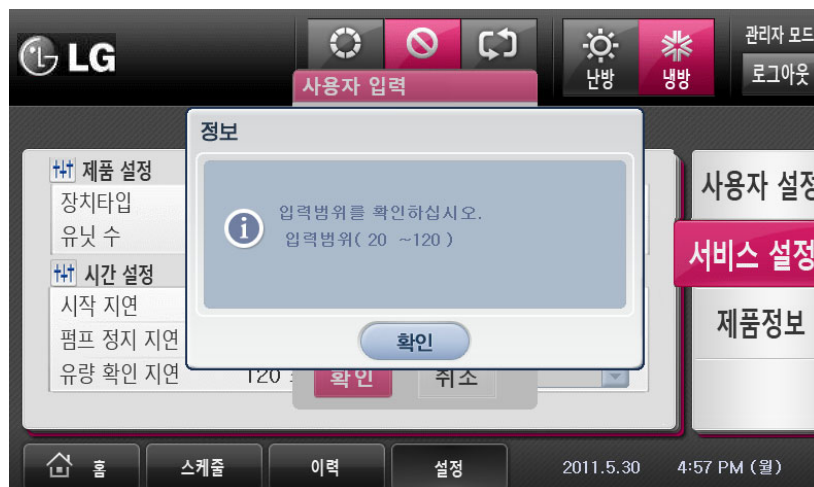 LG
사용자 입력
난방
냉방
관리자 모드
로그아웃
정보
입력범위를 확인하십시오.
입력범위( 20 ~120 )
확인
제품 설정
장치타입
유닛 수
시간 설정
시작 지연
펌프 정지 지연
유량 확인 지연
120
확인
취소
사용자 설정
서비스 설정
제품정보
홈
스케줄
이력
설정
2011.5.30
4:57 PM (월)